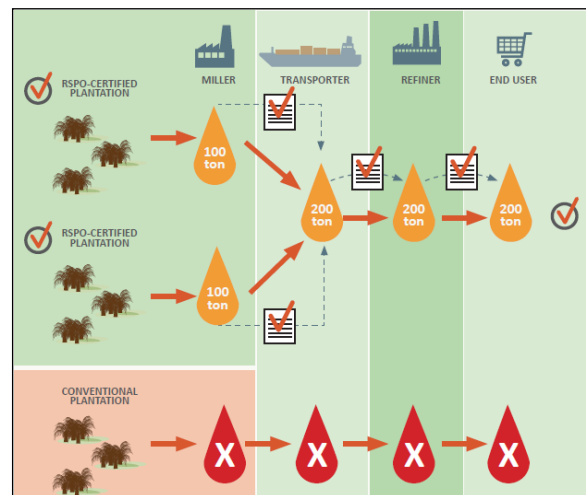 MILLER
TRANSPORTER
REFINER
END USER
RSPO-CERTIFIED
PLANTATION
100
ton
200
ton
200
ton
200
ton
RSPO-CERTIFIED
PLANTATION
100
ton
CONVENTIONAL
PLANTATION
X
X
X
X